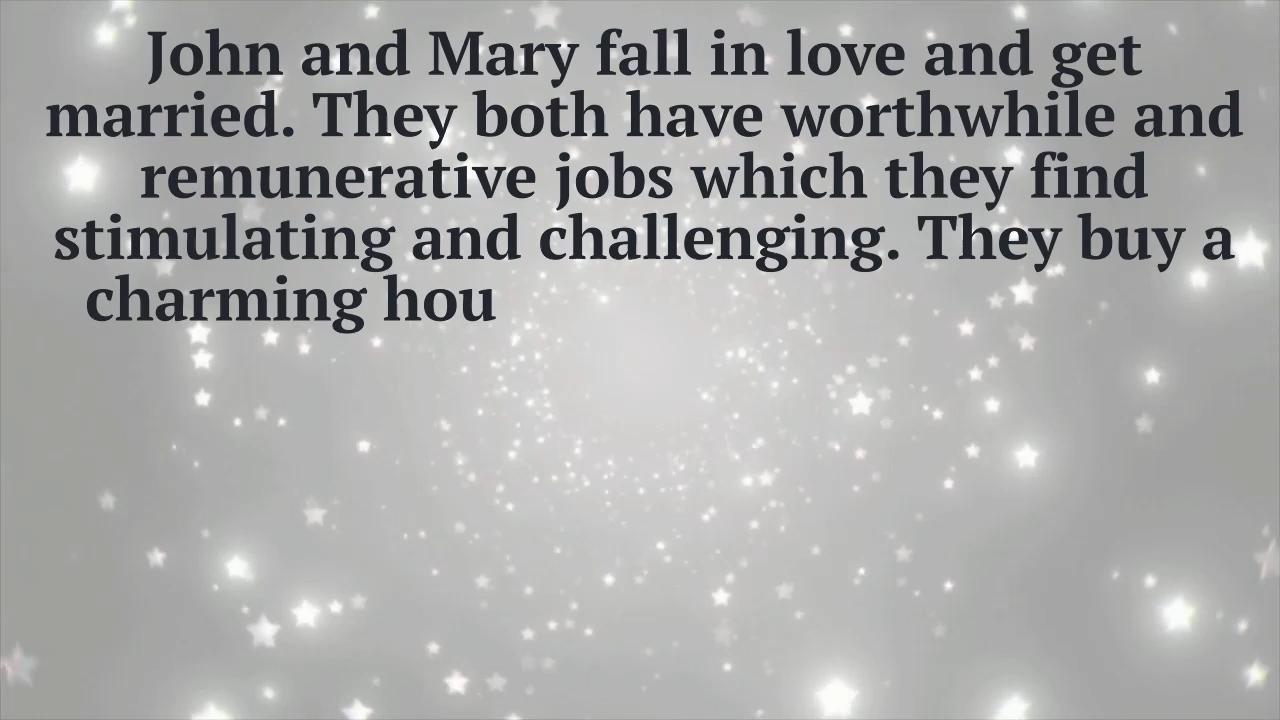 John and Mary fall in love and get
married. They both have worthwhile and
remunerative jobs which they find
stimulating and challenging. They buy a
charming hou